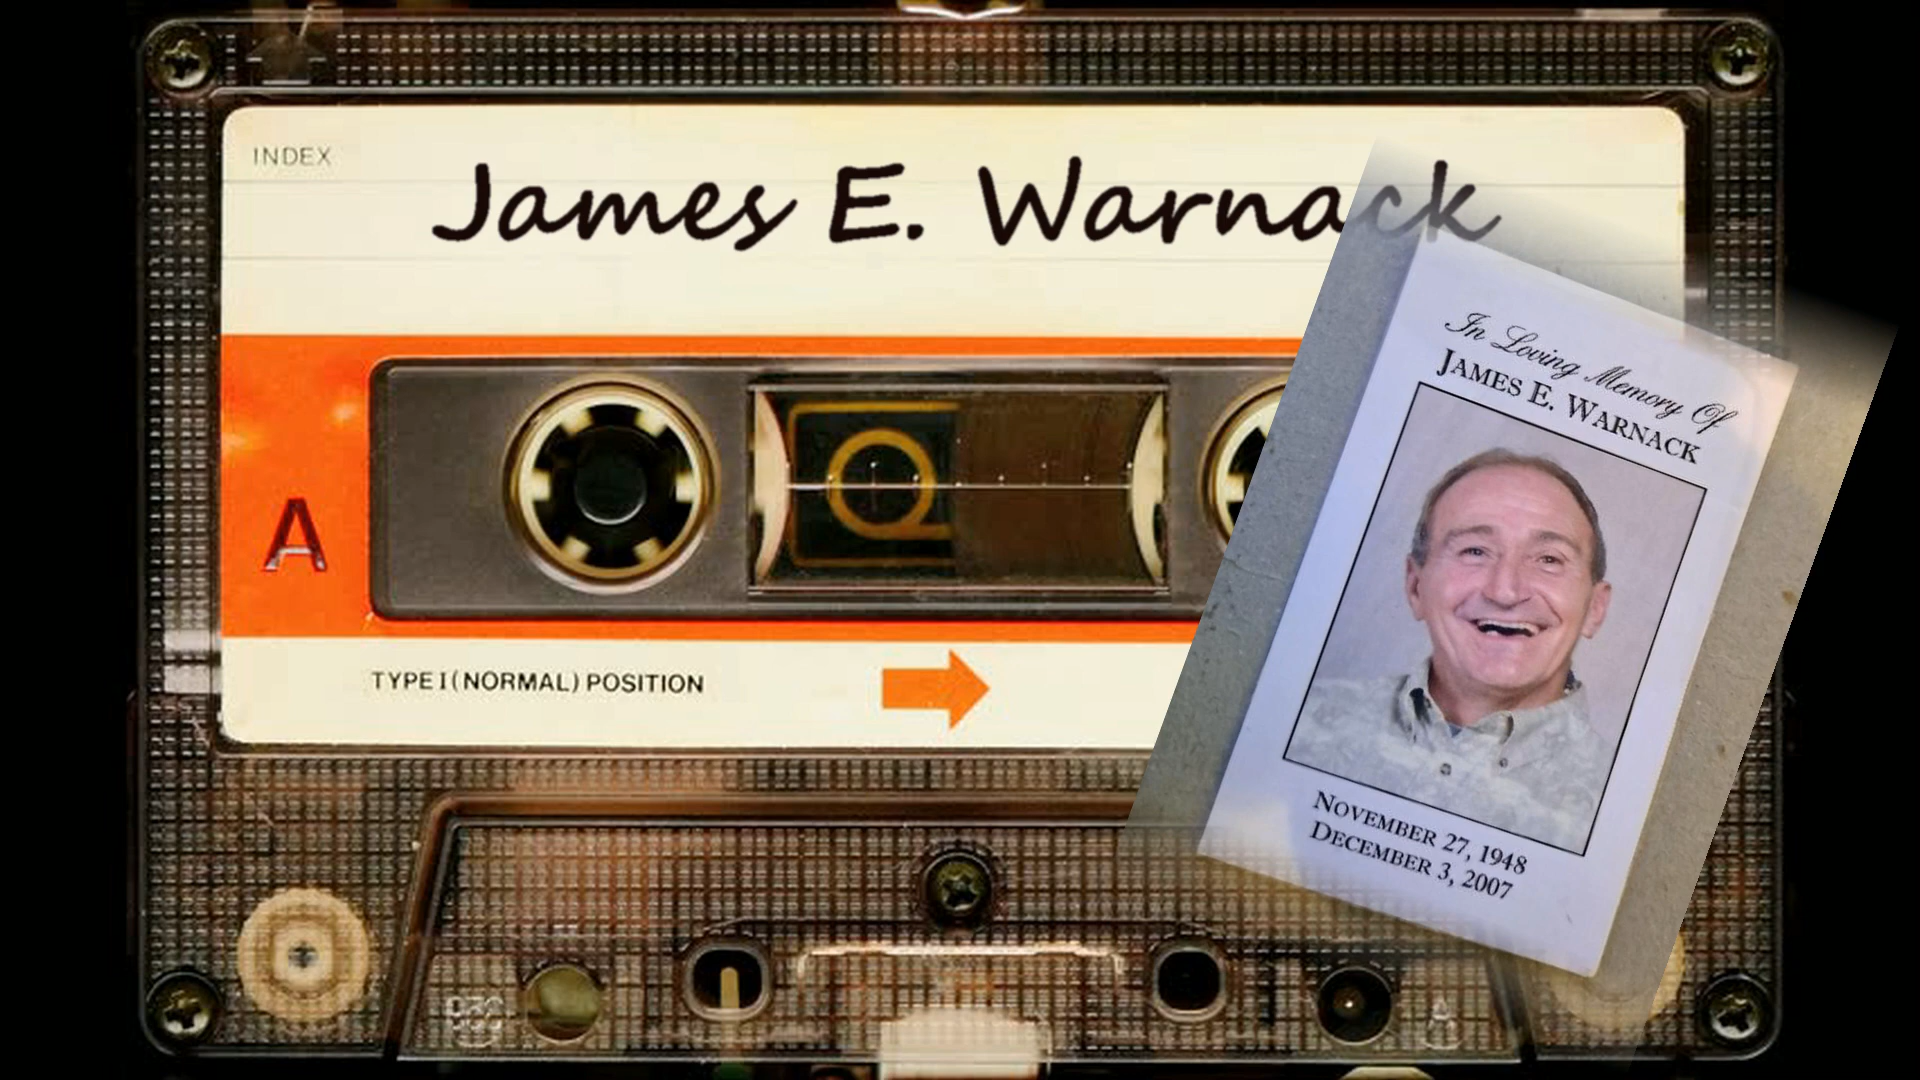 INDEX
James E. Warnack
A
TYPE I (NORMAL) POSITION
In Loving Memory Of
JAMES E. WARNACK
NOVEMBER 27, 1948
DECEMBER 3, 2007